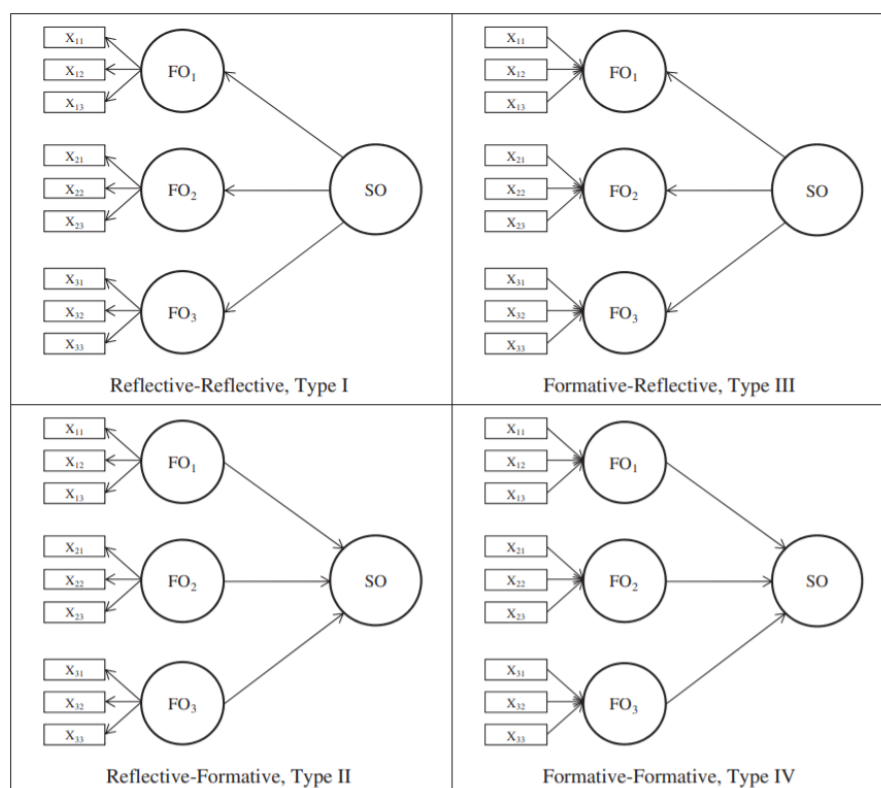 X₁₁
X₁₂
X₁₃
FO₁
X₂₁
X₂₂
X₂₃
FO₂
SO
X₃₁
X₃₂
X₃₃
FO₃
Reflective-Reflective, Type I
X₁₁
X₁₂
X₁₃
FO₁
X₂₁
X₂₂
X₂₃
FO₂
SO
X₃₁
X₃₂
X₃₃
FO₃
Formative-Reflective, Type III
X₁₁
X₁₂
X₁₃
FO₁
X₂₁
X₂₂
X₂₃
FO₂
SO
X₃₁
X₃₂
X₃₃
FO₃
Reflective-Formative, Type II
X₁₁
X₁₂
X₁₃
FO₁
X₂₁
X₂₂
X₂₃
FO₂
SO
X₃₁
X₃₂
X₃₃
FO₃
Formative-Formative, Type IV